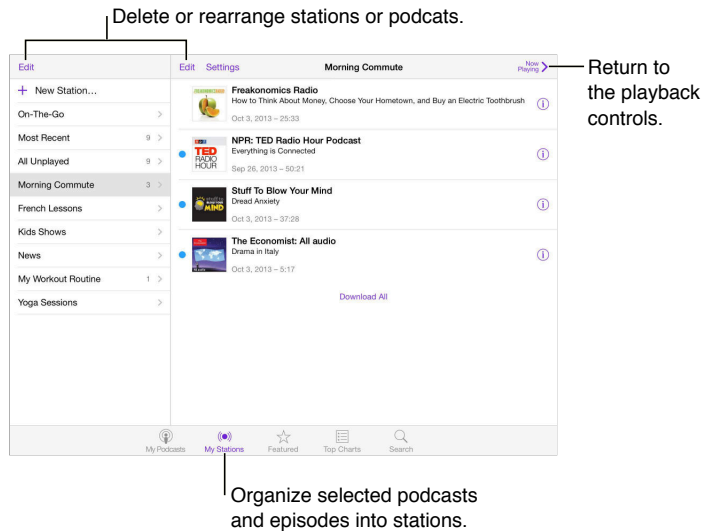 Delete or rearrange stations or podcats.
Edit
Edit Settings
Morning Commute
Now
Playing
Return to
the playback
controls.
+ New Station...
On-The-Go
Most Recent 9
All Unplayed 9
Morning Commute 3
French Lessons
Kids Shows
News
My Workout Routine 1
Yoga Sessions
Freakonomics Radio
How to Think About Money, Choose Your Hometown, and Buy an Electric Toothbrush
Oct 3, 2013 – 25:33
npr
TED
RADIO
HOUR
NPR: TED Radio Hour Podcast
Everything is Connected
Sep 26, 2013 – 50:21
MIND
Stuff To Blow Your Mind
Dread Anxiety
Oct 3, 2013 – 37:28
The Economist: All audio
Drama in Italy
Oct 3, 2013 – 5:17
Download All
My Podcasts
My Stations
Featured
Top Charts
Search
Organize selected podcasts
and episodes into stations.